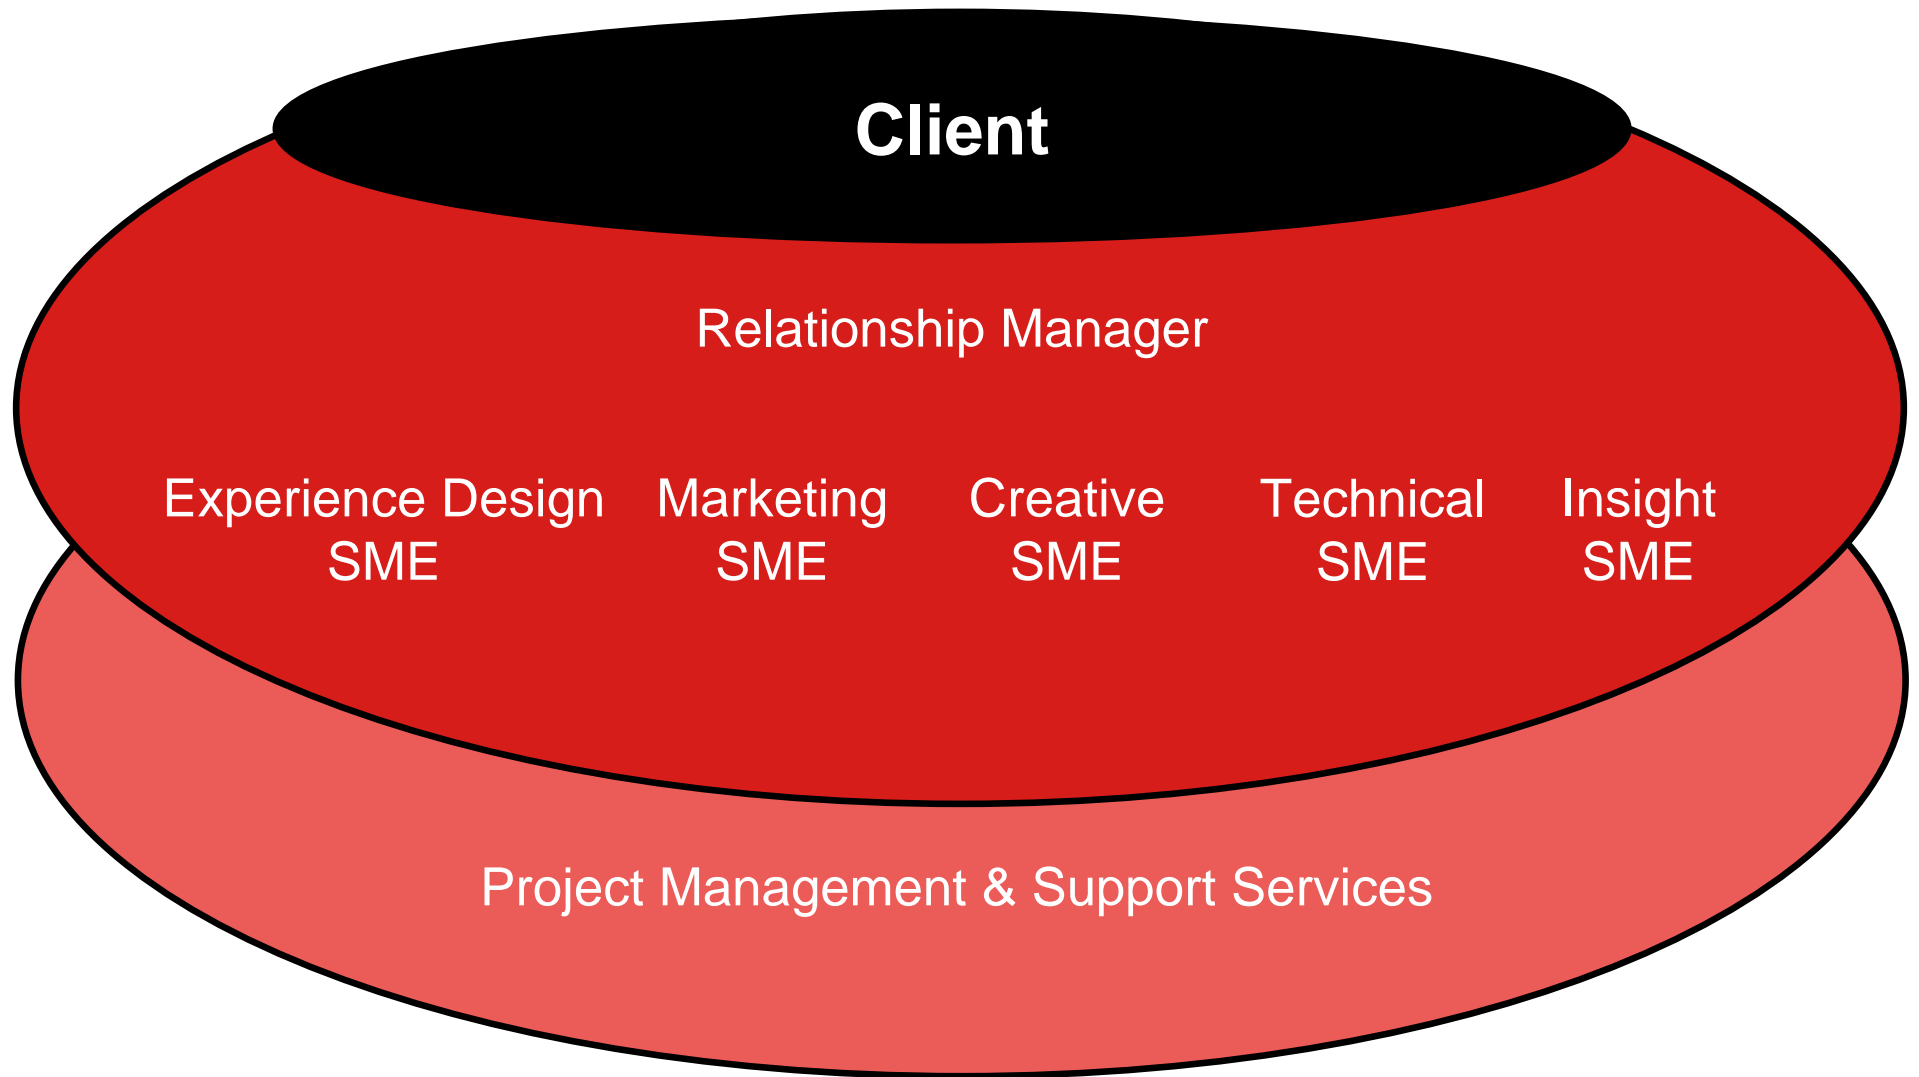 Client
Relationship Manager
Experience Design Marketing Creative Technical Insight
SME SME SME SME SME
Project Management & Support Services